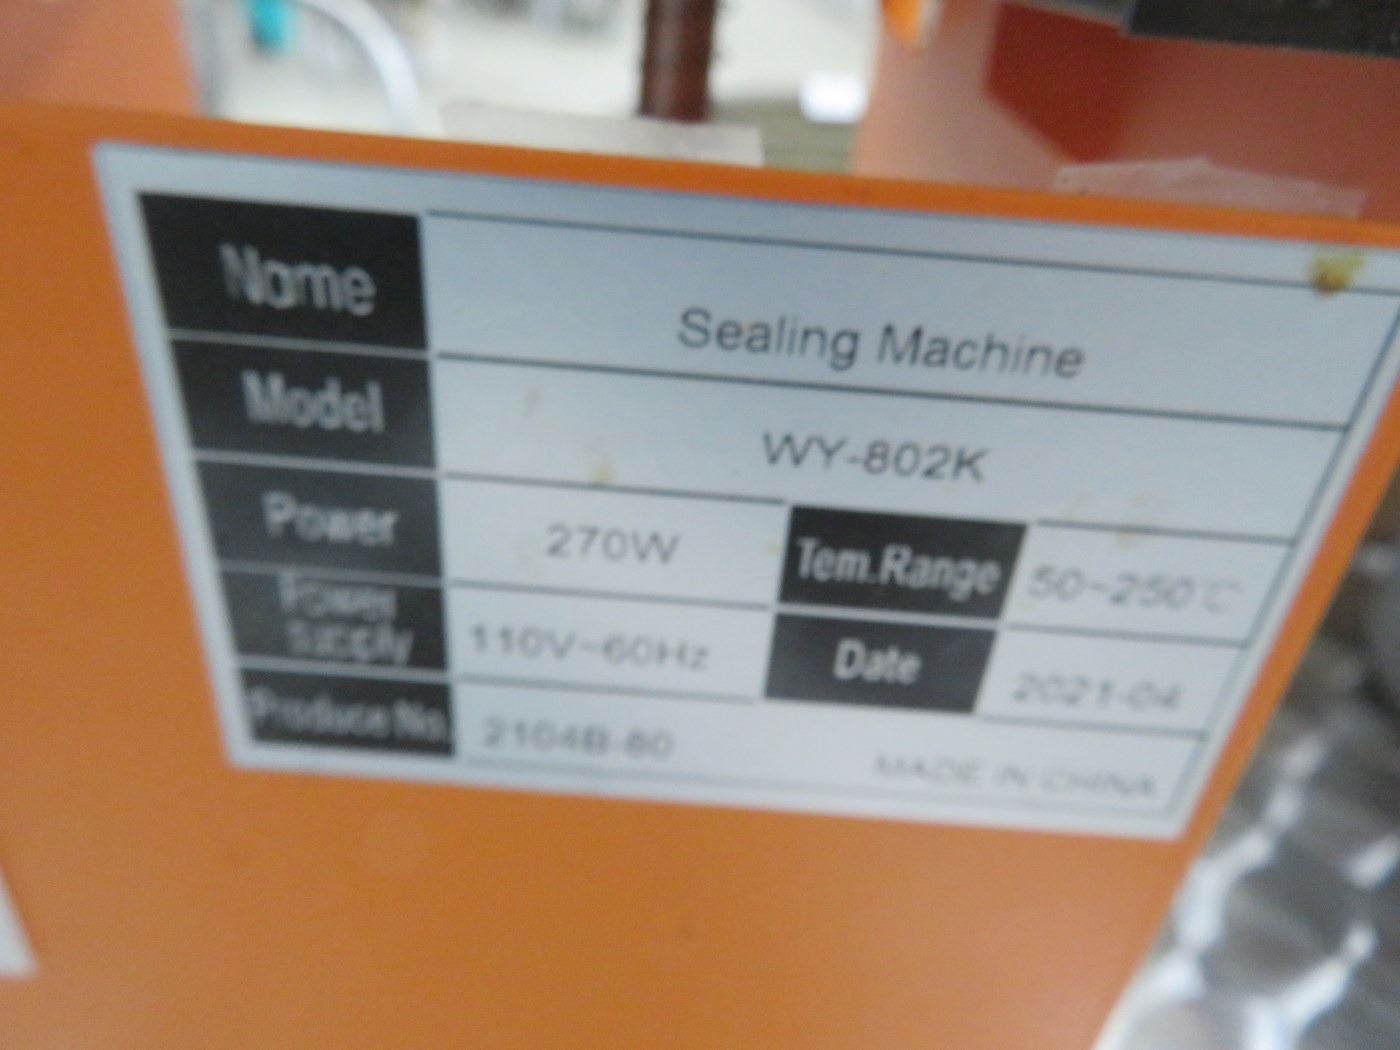 Name Sealing Machine
Model WY-802K
Power 270W Tem.Range 50~250℃
Power supply 110V~60Hz Date 2021-04
Produce No. 2104B-80 MADE IN CHINA